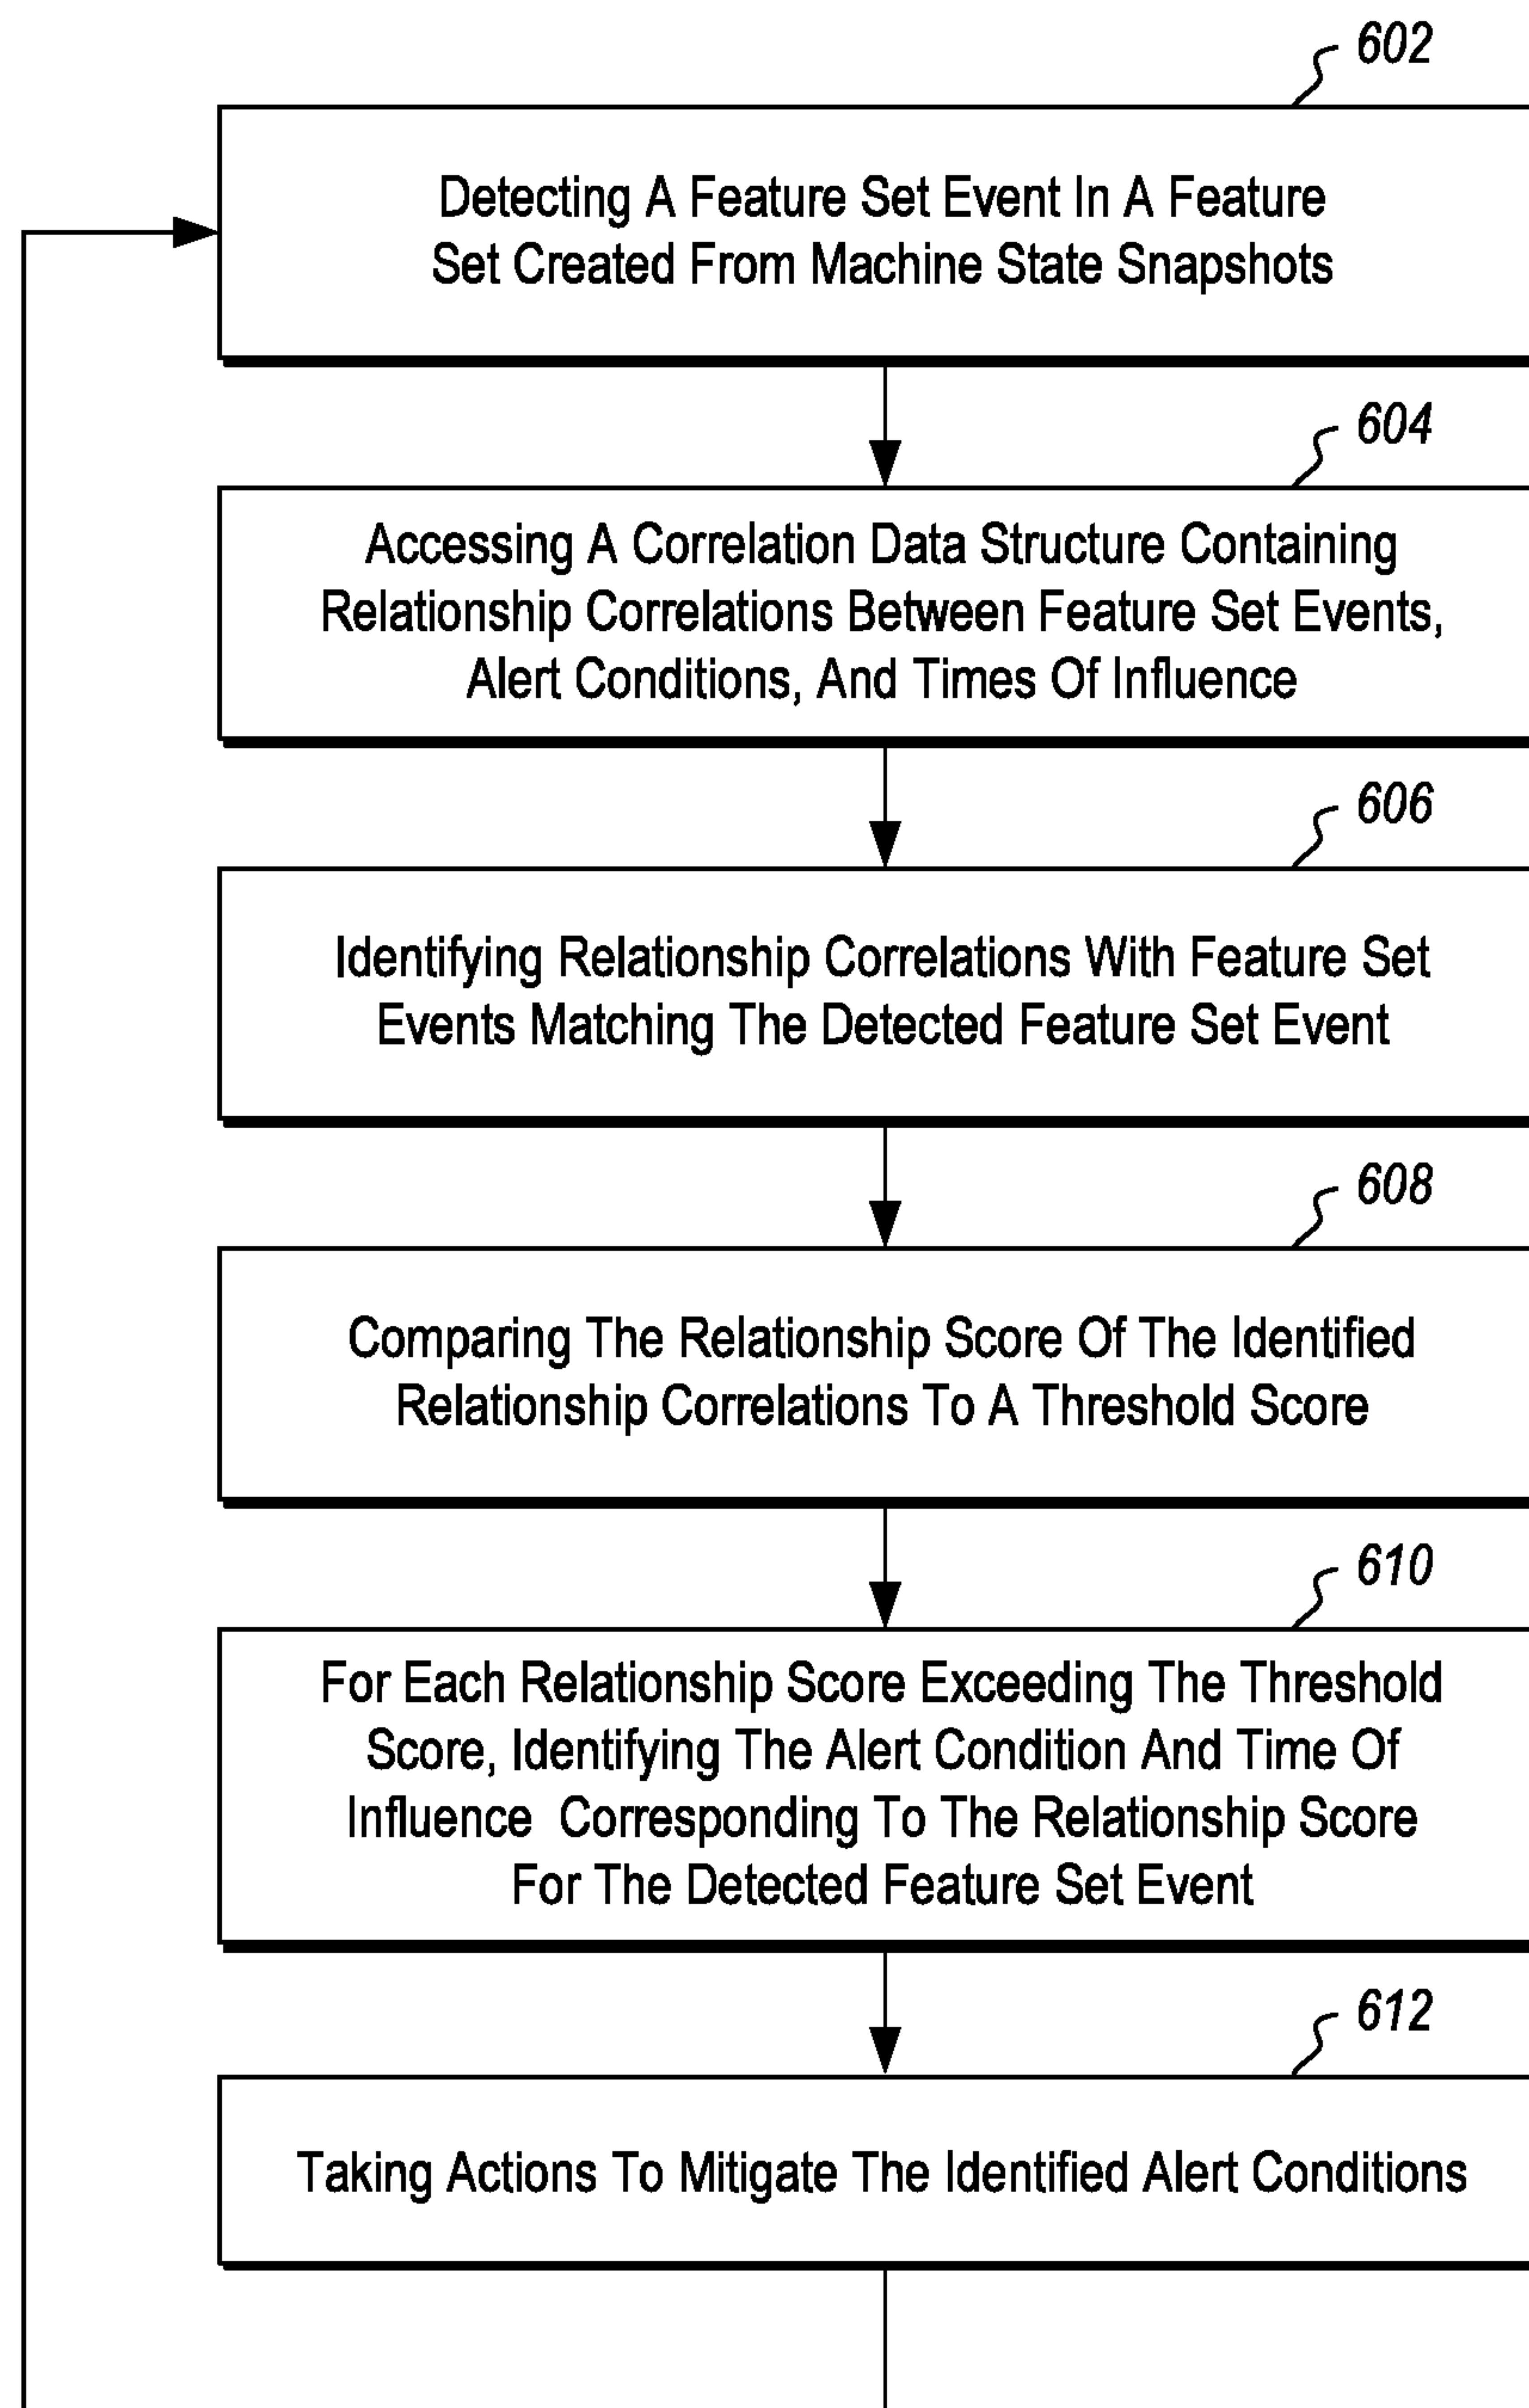 602
Detecting A Feature Set Event In A Feature
Set Created From Machine State Snapshots
604
Accessing A Correlation Data Structure Containing
Relationship Correlations Between Feature Set Events,
Alert Conditions, And Times Of Influence
606
Identifying Relationship Correlations With Feature Set
Events Matching The Detected Feature Set Event
608
Comparing The Relationship Score Of The Identified
Relationship Correlations To A Threshold Score
610
For Each Relationship Score Exceeding The Threshold
Score, Identifying The Alert Condition And Time Of
Influence Corresponding To The Relationship Score
For The Detected Feature Set Event
612
Taking Actions To Mitigate The Identified Alert Conditions